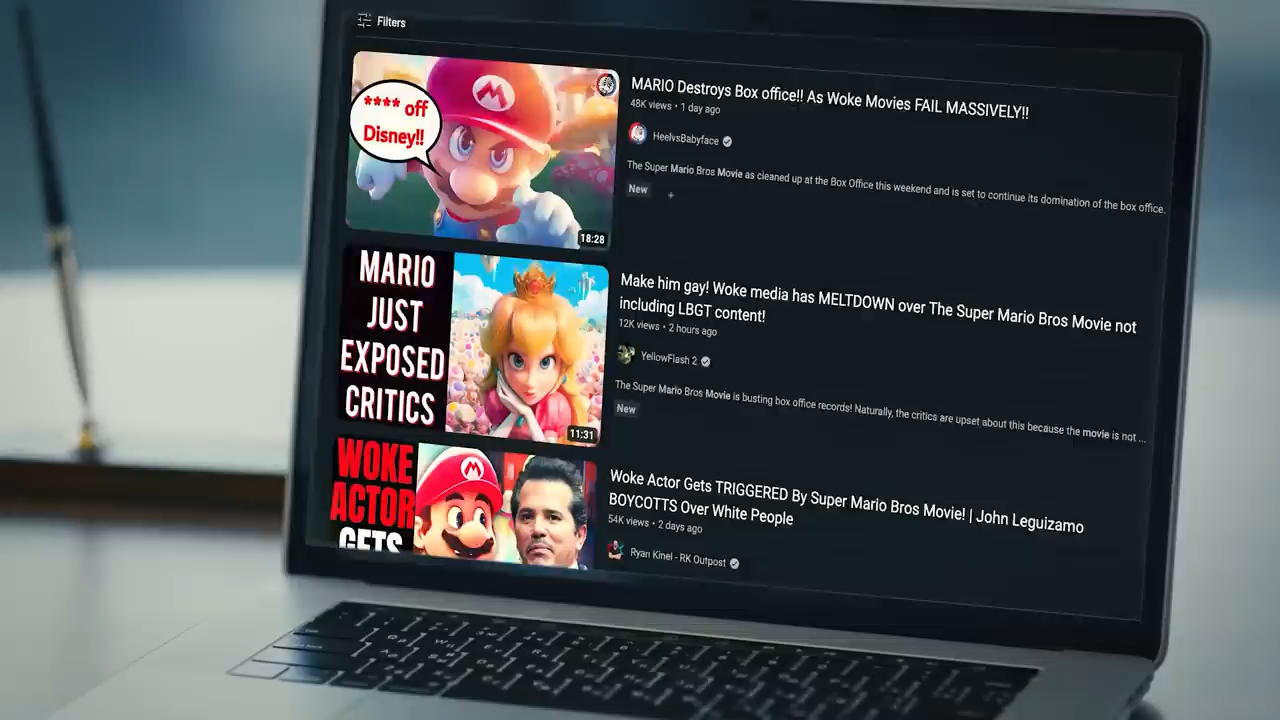 Filters
**** off
Disney!!
18:28
MARIO Destroys Box office!! As Woke Movies FAIL MASSIVELY!!
48K views • 1 day ago
HeelvsBabyface
The Super Mario Bros Movie as cleaned up at the Box Office this weekend and is set to continue its domination of the box office.
New
MARIO
JUST
EXPOSED
CRITICS
11:31
Make him gay! Woke media has MELTDOWN over The Super Mario Bros Movie not
including LBGT content!
12K views • 2 hours ago
YellowFlash 2
The Super Mario Bros Movie is busting box office records! Naturally, the critics are upset about this because the movie is not ...
New
WOKE
ACTOR
GETS
Woke Actor Gets TRIGGERED By Super Mario Bros Movie! | John Leguizamo
BOYCOTTS Over White People
54K views • 2 days ago
Ryan Kinel - RK Outpost